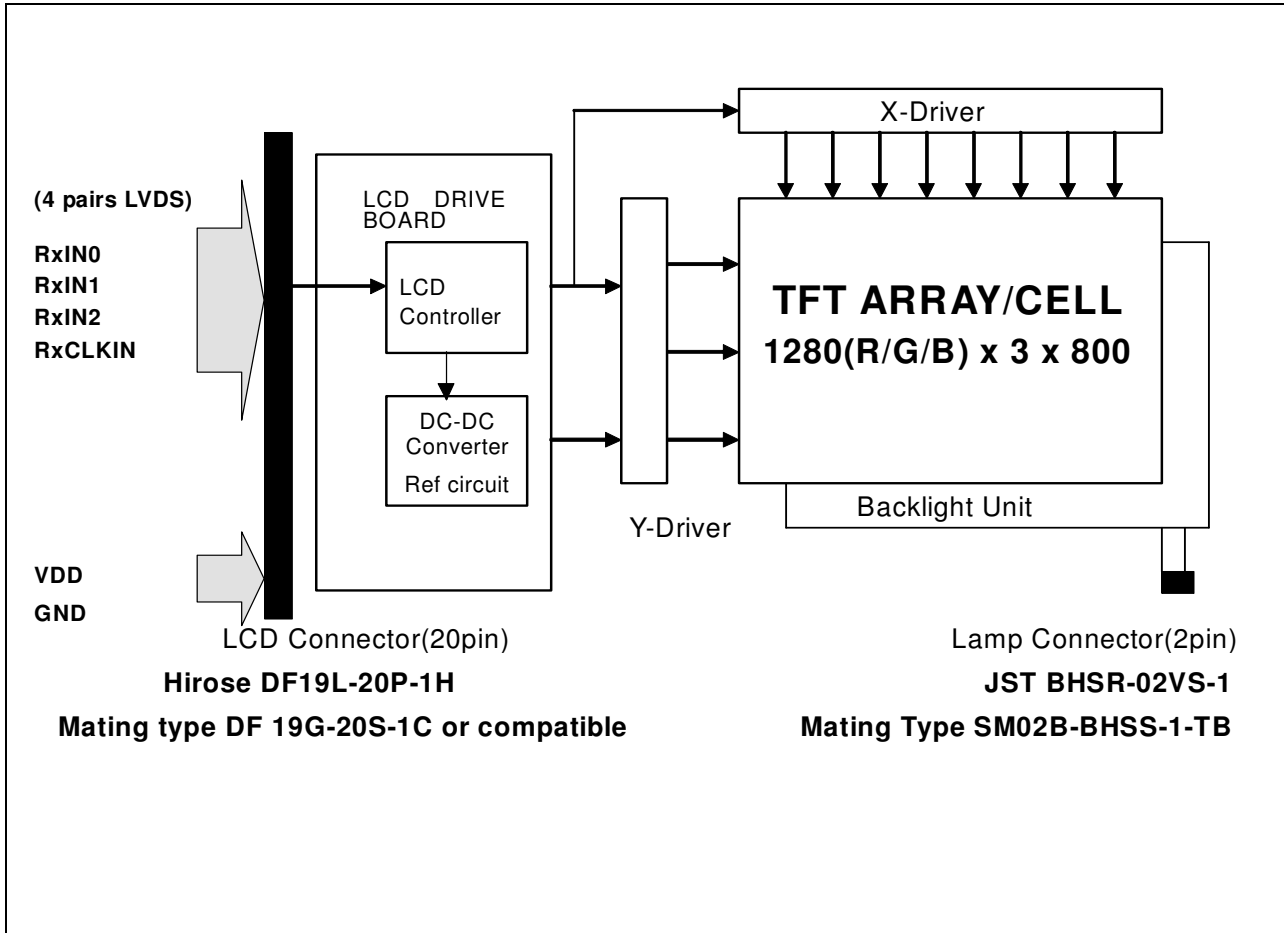 X-Driver
(4 pairs LVDS)
RxIN0
RxIN1
RxIN2
RxCLKIN
LCD DRIVE
BOARD
LCD
Controller
DC-DC
Converter
Ref circuit
TFT ARRAY/CELL
1280(R/G/B) x 3 x 800
Backlight Unit
Y-Driver
VDD
GND
LCD Connector(20pin)
Hirose DF19L-20P-1H
Mating type DF 19G-20S-1C or compatible
Lamp Connector(2pin)
JST BHSR-02VS-1
Mating Type SM02B-BHSS-1-TB